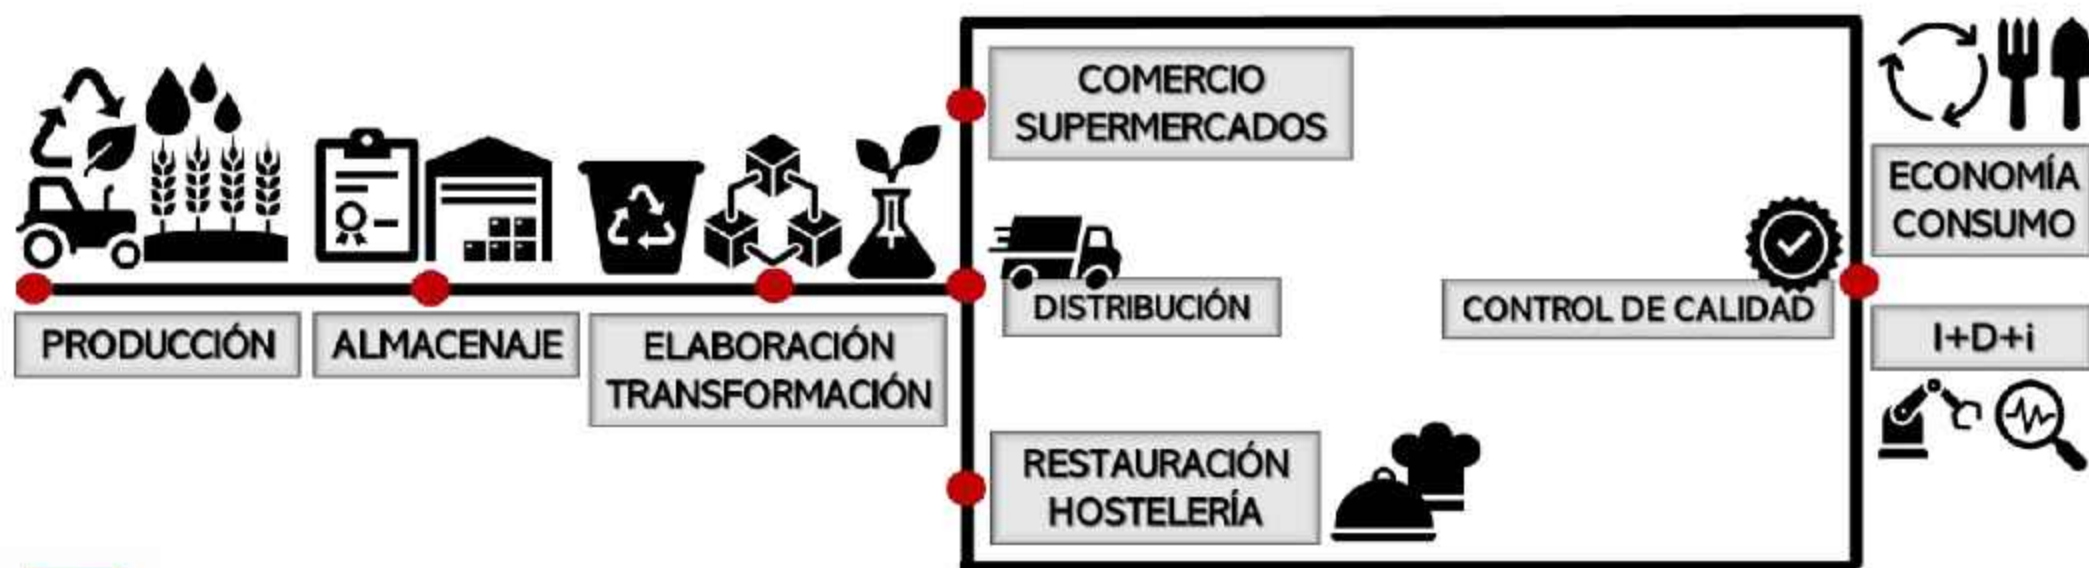 PRODUCCIÓN
ALMACENAJE
ELABORACIÓN
TRANSFORMACIÓN
COMERCIO
SUPERMERCADOS
DISTRIBUCIÓN
RESTAURACIÓN
HOSTELERÍA
CONTROL DE CALIDAD
ECONOMÍA
CONSUMO
I+D+i